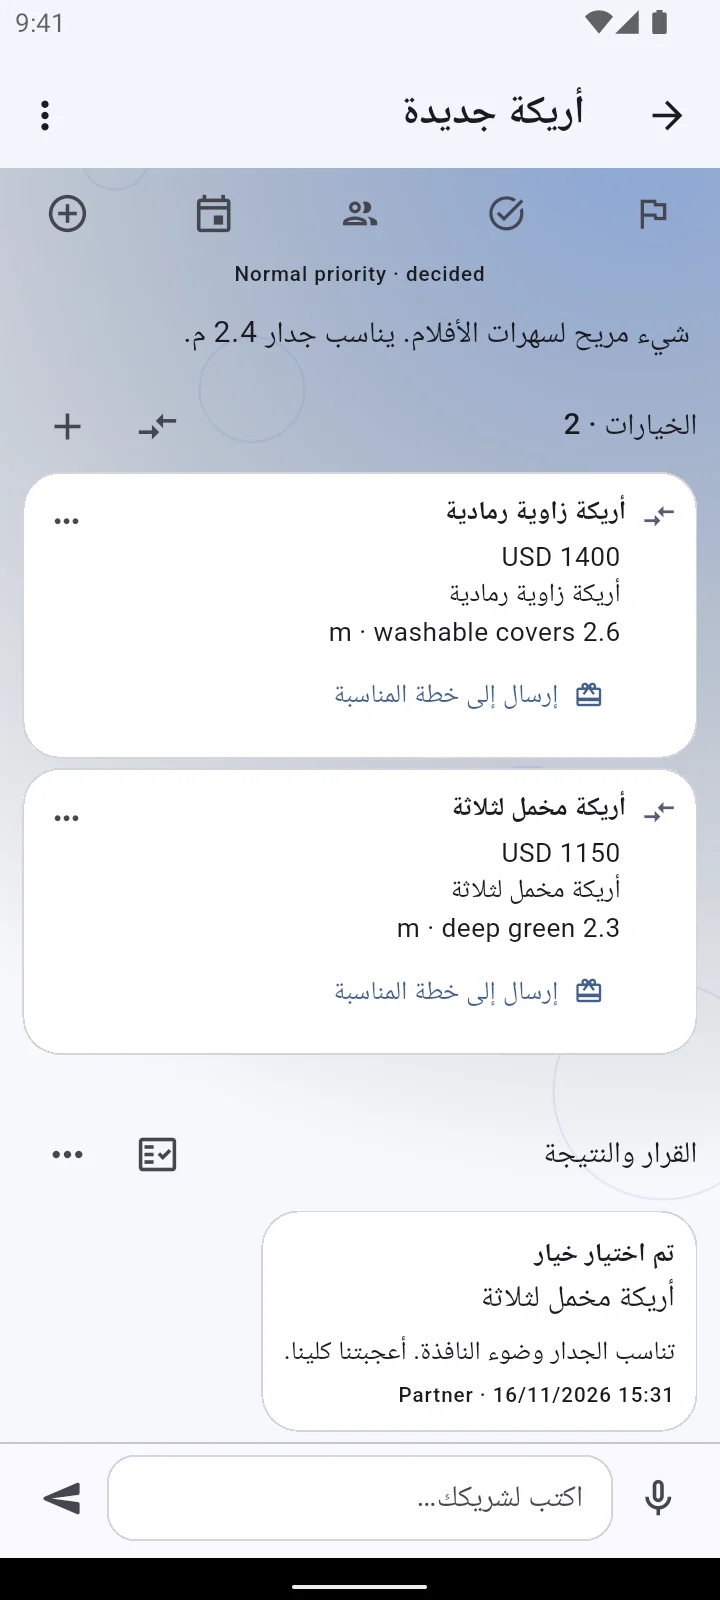 9:41
أريكة جديدة
Normal priority · decided
شيء مريح لسهرات الأفلام. يناسب جدار 2.4 م.
الخيارات · 2
أريكة زاوية رمادية
USD 1400
أريكة زاوية رمادية
m · washable covers 2.6
إرسال إلى خطة المناسبة
أريكة مخمل لثلاثة
USD 1150
أريكة مخمل لثلاثة
m · deep green 2.3
إرسال إلى خطة المناسبة
القرار والنتيجة
تم اختيار خيار
أريكة مخمل لثلاثة
تناسب الجدار وضوء النافذة. أعجبتنا كلينا.
Partner · 16/11/2026 15:31
اكتب لشريكك...